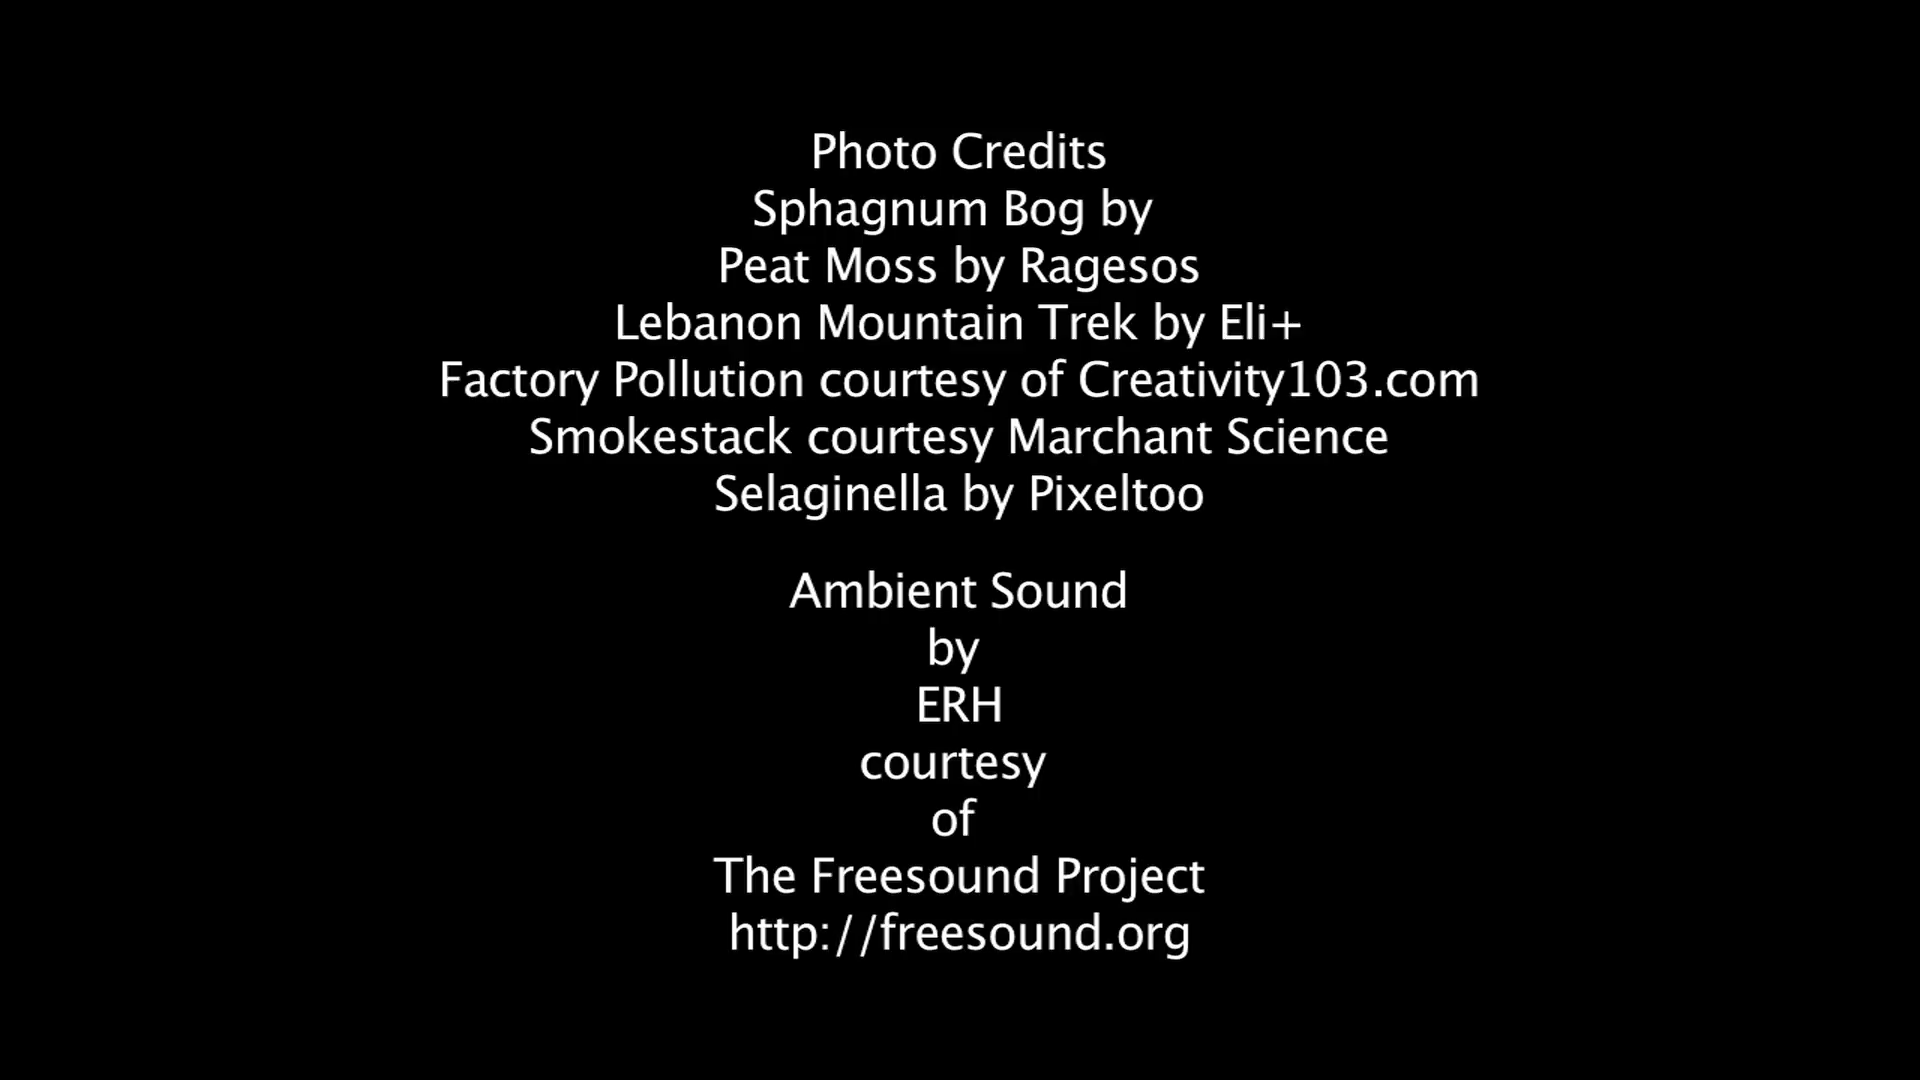 Photo Credits
Sphagnum Bog by
Peat Moss by Ragesos
Lebanon Mountain Trek by Eli+
Factory Pollution courtesy of Creativity103.com
Smokestack courtesy Marchant Science
Selaginella by Pixeltoo
Ambient Sound
by
ERH
courtesy
of
The Freesound Project
http://freesound.org